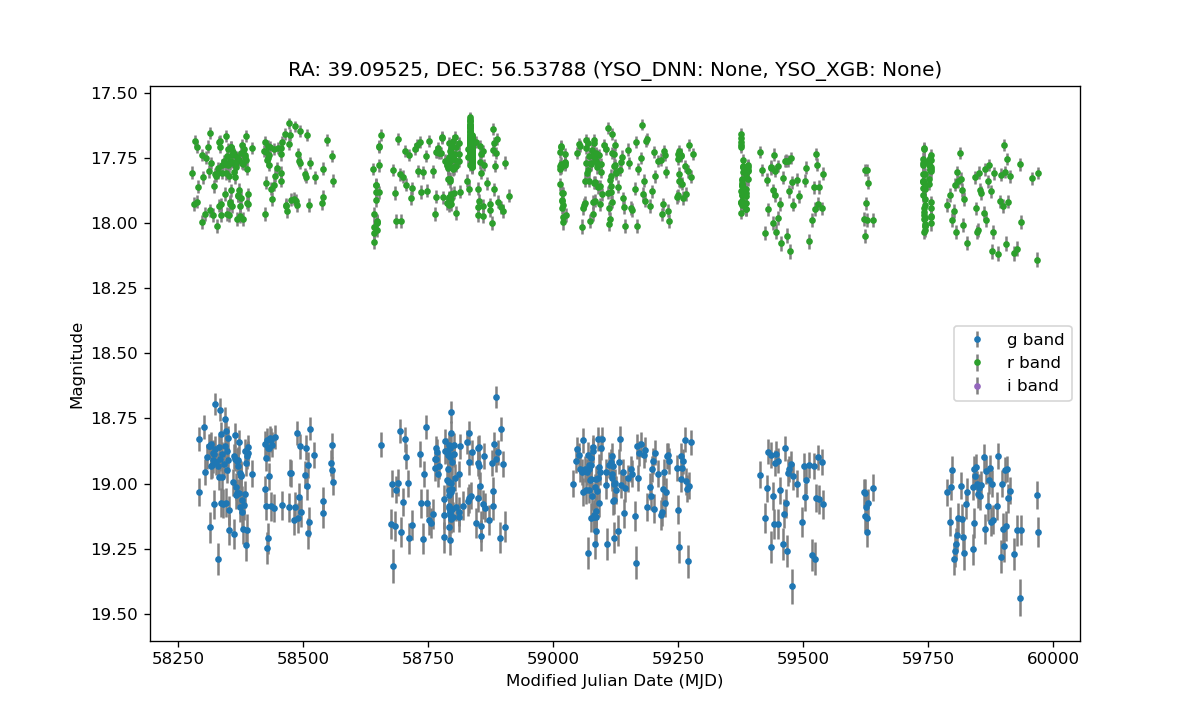 RA: 39.09525, DEC: 56.53788 (YSO_DNN: None, YSO_XGB: None)
17.50
17.75
18.00
18.25
18.50
18.75
19.00
19.25
19.50
Magnitude
g band
r band
i band
58250
58500
58750
59000
59250
59500
59750
60000
Modified Julian Date (MJD)